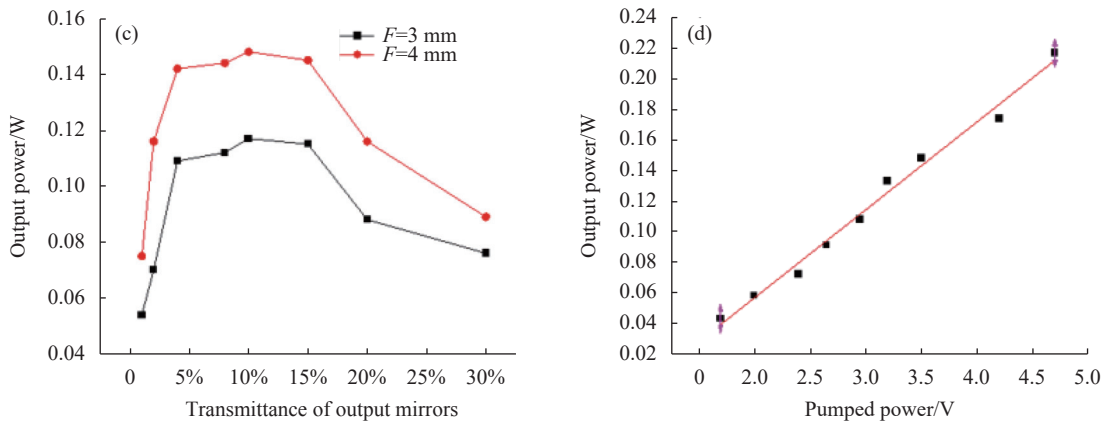 (c)
F=3 mm
F=4 mm
0.16
0.14
0.12
0.10
0.08
0.06
0.04
Output power/W
0 5% 10% 15% 20% 25% 30%
Transmittance of output mirrors
(d)
0.24
0.22
0.20
0.18
0.16
0.14
0.12
0.10
0.08
0.06
0.04
0.02
Output power/W
0 2.0 2.5 3.0 3.5 4.0 4.5 5.0
Pumped power/V